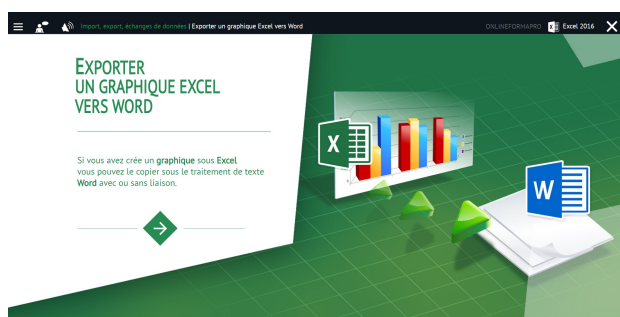 Import, export, échanges de données | Exporter un graphique Excel vers Word
ONLINEFORMAPRO
Excel 2016
EXPORTER
UN GRAPHIQUE EXCEL
VERS WORD
Si vous avez crée un graphique sous Excel
vous pouvez le copier sous le traitement de texte
Word avec ou sans liaison.
X
W